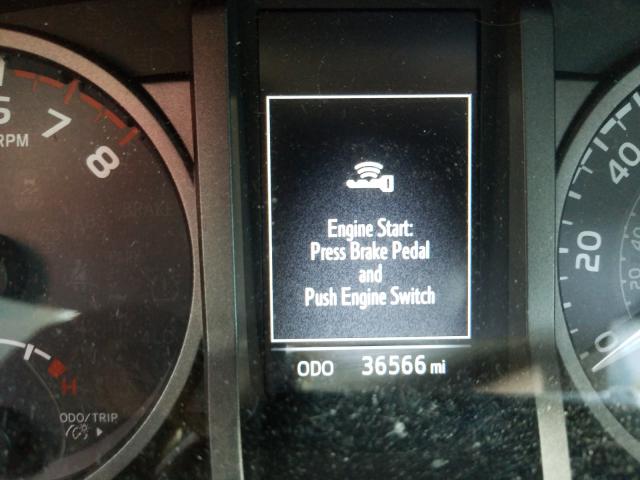 7
8
RPM
Engine Start:
Press Brake Pedal
and
Push Engine Switch
ODO 36566 mi
H
ODO/TRIP
40
20
0